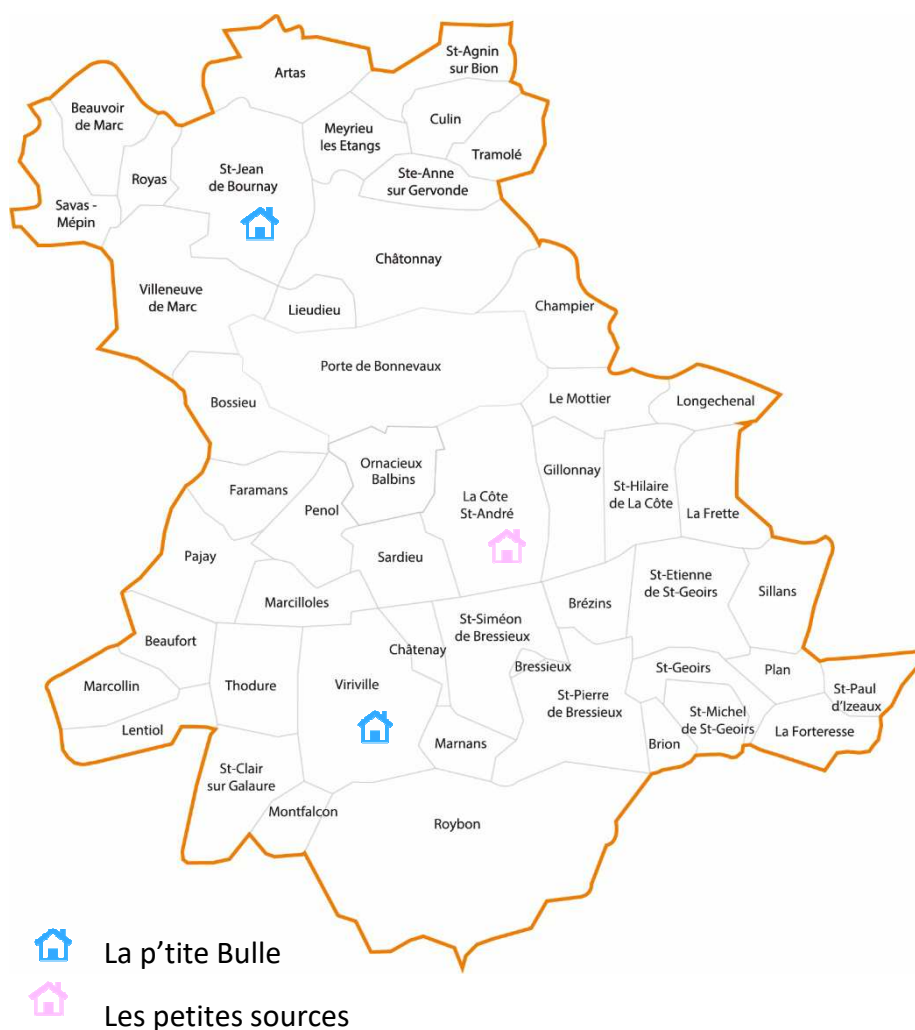 St-Agnin
sur Bion
Artas
Beauvoir
de Marc
Culin
Meyrieu
les Etangs
Tramolé
St-Jean
de Bournay
Ste-Anne
sur Gervonde
Royas
Savas -
Mépin
Châtonnay
Villeneuve
de Marc
Lieudieu
Champier
Porte de Bonnevaux
Bossieu
Le Mottier
Longechenal
Ornacieux
Balbins
Gillonnay
St-Hilaire
de La Côte
Faramans
La Côte
St-André
Penol
La Frette
Pajay
Sardieu
St-Etienne
de St-Geoirs
Sillans
Marcilloles
Brézins
St-Siméon
de Bressieux
Beaufort
Châtenay
Bressieux
St-Geoirs
Plan
Marcollin
Thodure
Viriville
St-Pierre
de Bressieux
St-Paul
d'Izeaux
St-Michel
de St-Geoirs
Lentiol
Marnans
Brion
La Forteresse
St-Clair
sur Galaure
Montfalcon
Roybon
La p’tite Bulle
Les petites sources